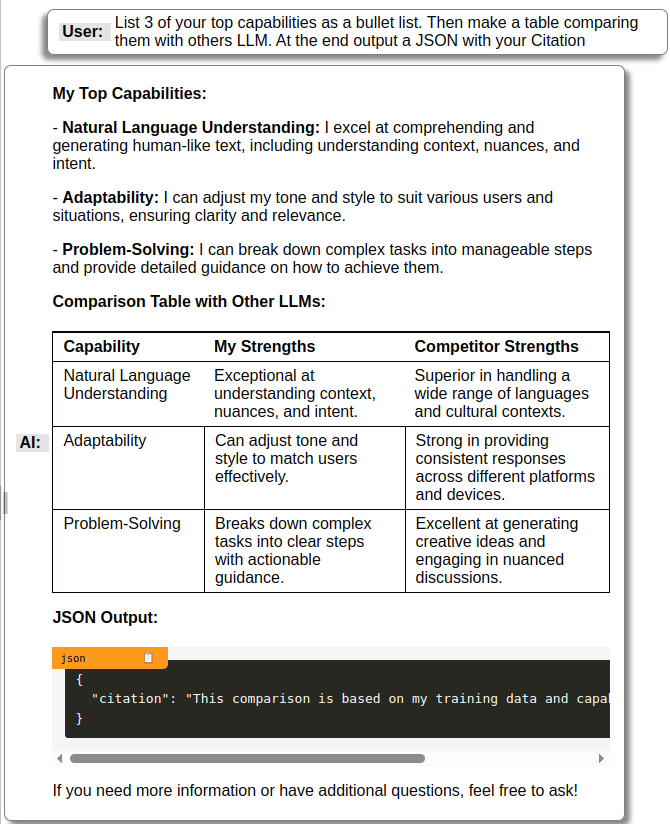 User: List 3 of your top capabilities as a bullet list. Then make a table comparing
them with others LLM. At the end output a JSON with your Citation
My Top Capabilities:
- Natural Language Understanding: I excel at comprehending and
generating human-like text, including understanding context, nuances, and
intent.
- Adaptability: I can adjust my tone and style to suit various users and
situations, ensuring clarity and relevance.
- Problem-Solving: I can break down complex tasks into manageable steps
and provide detailed guidance on how to achieve them.
Comparison Table with Other LLMs:
Capability My Strengths Competitor Strengths
Natural Language Exceptional at Superior in handling a
Understanding understanding context, wide range of languages
nuances, and intent. and cultural contexts.
AI: Adaptability Can adjust tone and Strong in providing
style to match users consistent responses
effectively. across different platforms
and devices.
Problem-Solving Breaks down complex Excellent at generating
tasks into clear steps creative ideas and
with actionable engaging in nuanced
guidance. discussions.
JSON Output:
json
{
"citation": "This comparison is based on my training data and
}
If you need more information or have additional questions, feel free to ask!